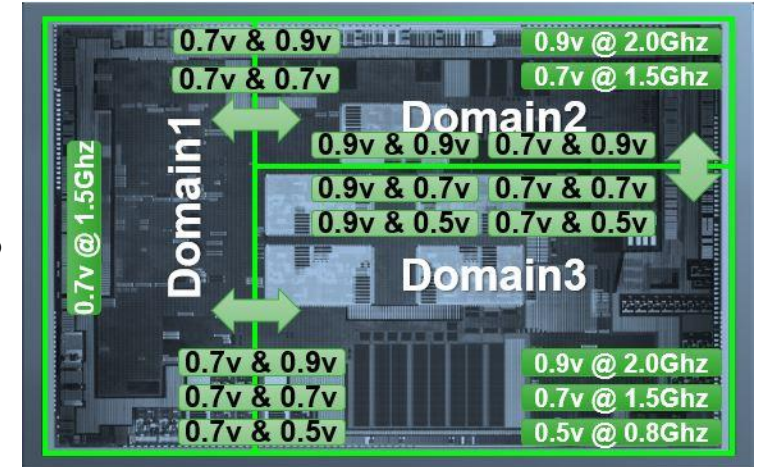 0.7v & 0.9v
0.9v @ 2.0Ghz
0.7v & 0.7v
0.7v @ 1.5Ghz
Domain2
0.9v & 0.9v 0.7v & 0.9v
0.7v @ 1.5Ghz
Domain1
0.9v & 0.7v 0.7v & 0.7v
0.9v & 0.5v 0.7v & 0.5v
Domain3
0.7v & 0.9v
0.9v @ 2.0Ghz
0.7v & 0.7v
0.7v @ 1.5Ghz
0.7v & 0.5v
0.5v @ 0.8Ghz